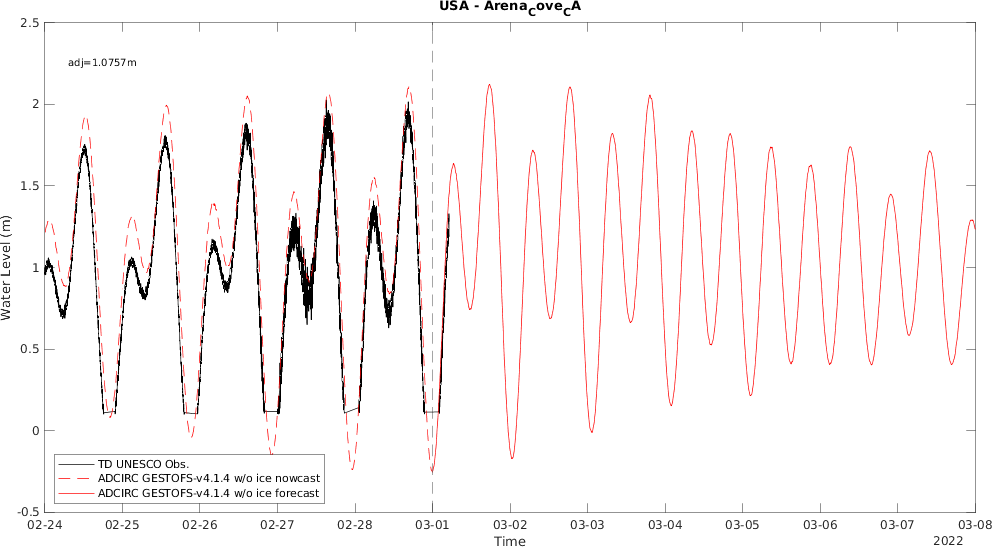 USA - ArenaCoveCA
2.5
adj=1.0757m
2
1.5
1
0.5
0
-0.5
Water Level (m)
TD UNESCO Obs.
ADCIRC GESTOFS-v4.1.4 w/o ice nowcast
ADCIRC GESTOFS-v4.1.4 w/o ice forecast
02-24 02-25 02-26 02-27 02-28 03-01 03-02 03-03 03-04 03-05 03-06 03-07 03-08
Time
2022